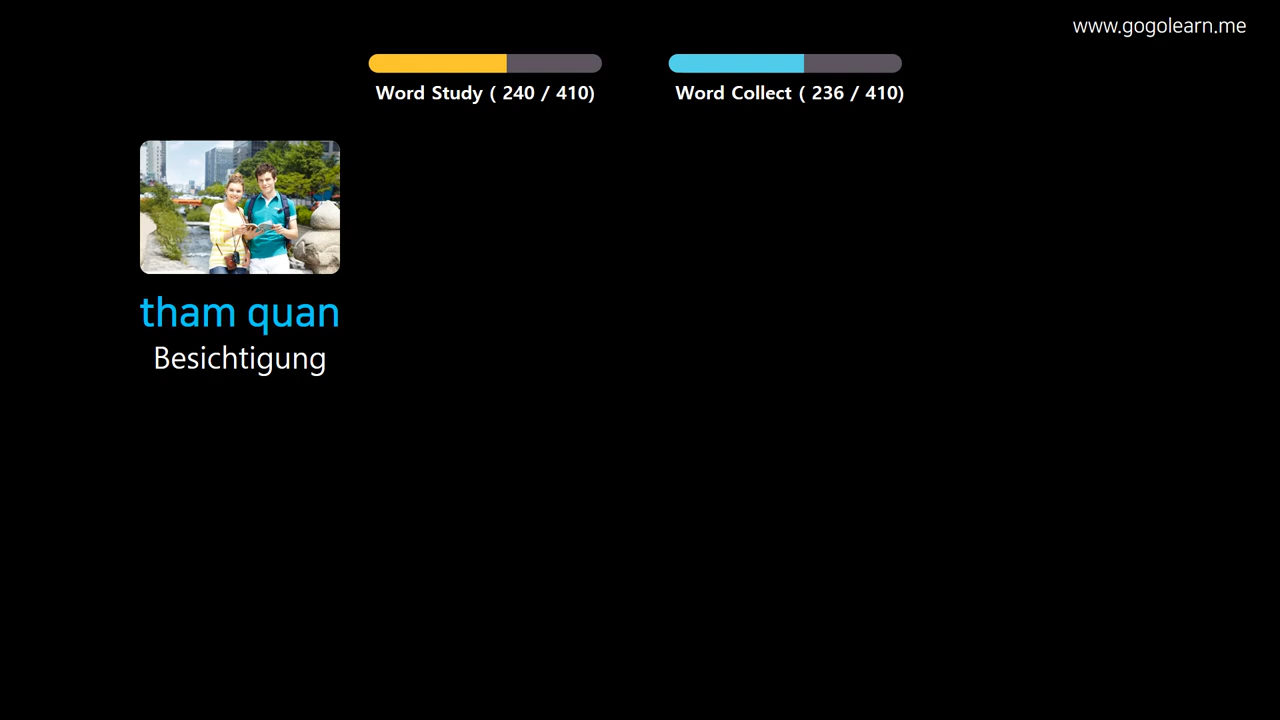 www.gogolearn.me
Word Study ( 240 / 410)
Word Collect ( 236 / 410)
tham quan
Besichtigung